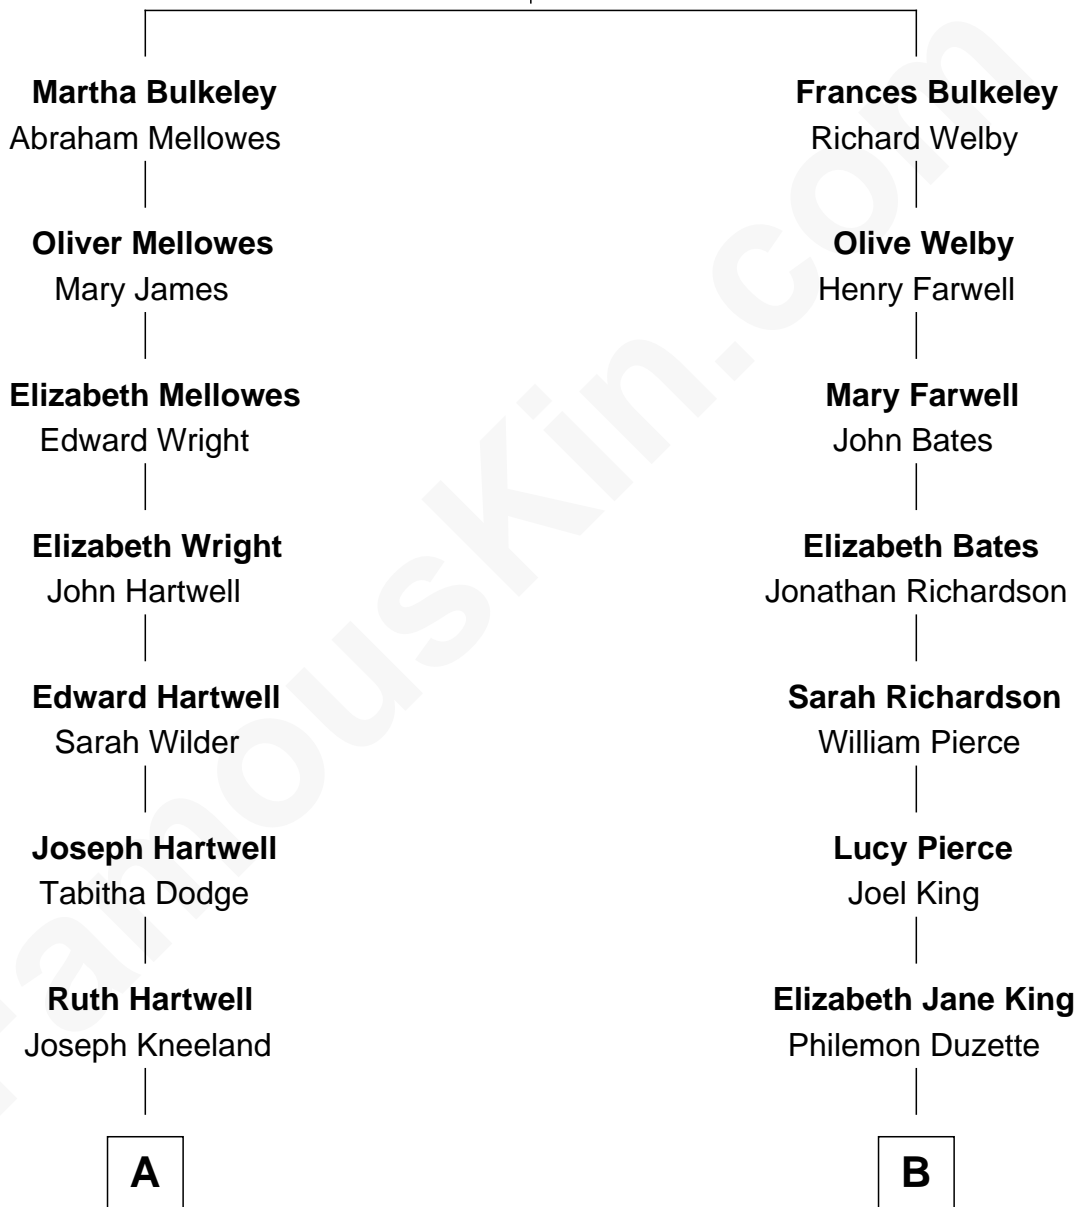 Martha Bulkeley
Abraham Mellowes
Oliver Mellowes
Mary James
Elizabeth Mellowes
Edward Wright
Elizabeth Wright
John Hartwell
Edward Hartwell
Sarah Wilder
Joseph Hartwell
Tabitha Dodge
Ruth Hartwell
Joseph Kneeland
A
Frances Bulkeley
Richard Welby
Olive Welby
Henry Farwell
Mary Farwell
John Bates
Elizabeth Bates
Jonathan Richardson
Sarah Richardson
William Pierce
Lucy Pierce
Joel King
Elizabeth Jane King
Philemon Duzette
B
FamousKin.com